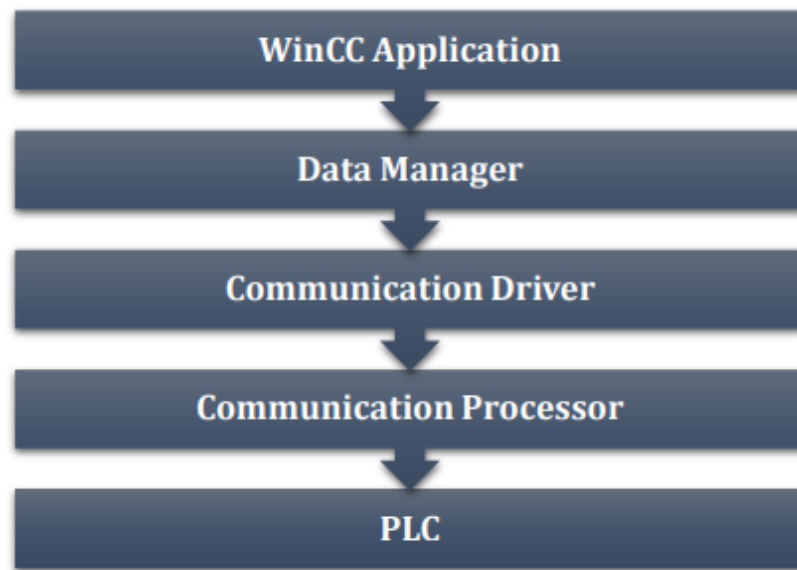 WinCC Application
Data Manager
Communication Driver
Communication Processor
PLC